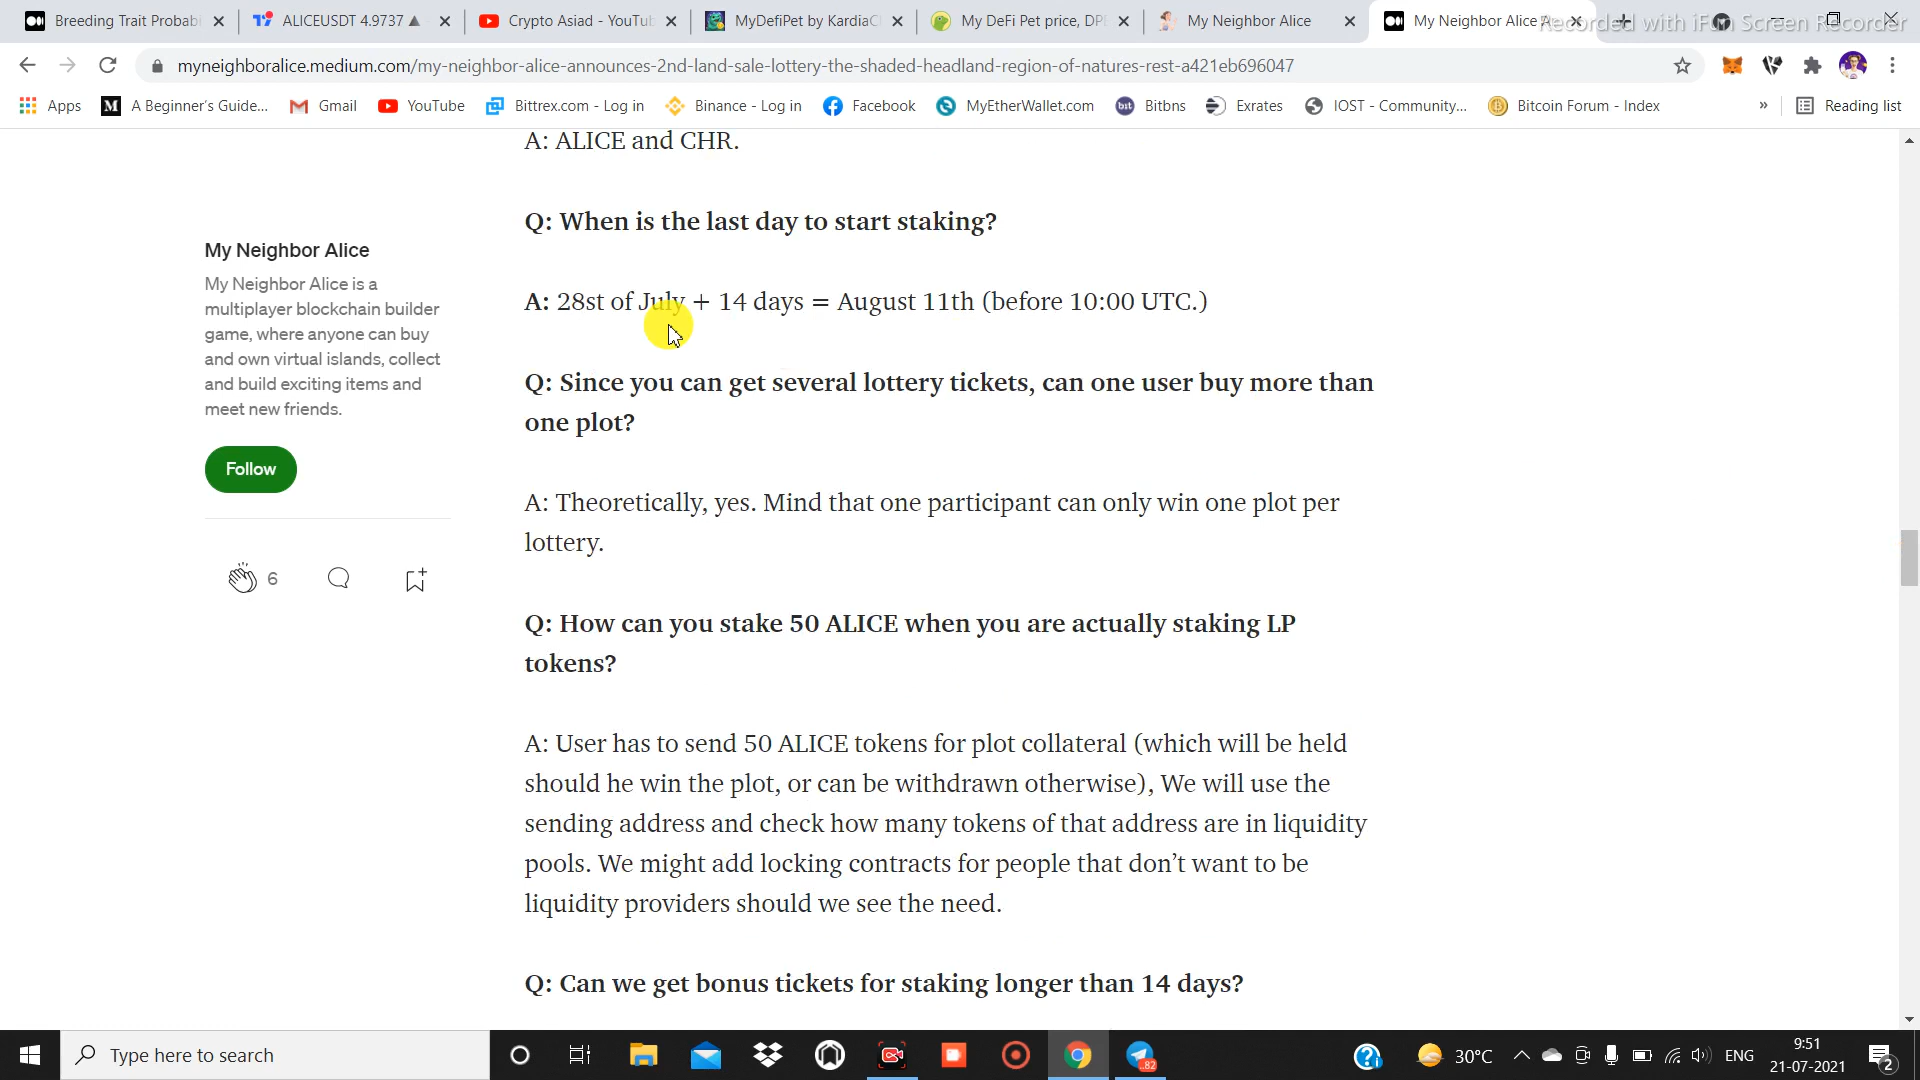 Breeding Trait Probabi
ALICEUSDT 4.9737 ▲
Crypto Asiad - YouTub
MyDefiPet by KardiaC
My DeFi Pet price, DP
My Neighbor Alice
My Neighbor Alice A
Recorded with iFun Screen Recorder
myneighboralice.medium.com/my-neighbor-alice-announces-2nd-land-sale-lottery-the-shaded-headland-region-of-natures-rest-a421eb696047
Apps
A Beginner's Guide...
Gmail
YouTube
Bittrex.com - Log in
Binance - Log in
Facebook
MyEtherWallet.com
Bitbns
Exrates
IOST - Community...
Bitcoin Forum - Index
»
Reading list
A: ALICE and CHR.
Q: When is the last day to start staking?
A: 28st of July + 14 days = August 11th (before 10:00 UTC.)
Q: Since you can get several lottery tickets, can one user buy more than
one plot?
A: Theoretically, yes. Mind that one participant can only win one plot per
lottery.
Q: How can you stake 50 ALICE when you are actually staking LP
tokens?
A: User has to send 50 ALICE tokens for plot collateral (which will be held
should he win the plot, or can be withdrawn otherwise), We will use the
sending address and check how many tokens of that address are in liquidity
pools. We might add locking contracts for people that don't want to be
liquidity providers should we see the need.
Q: Can we get bonus tickets for staking longer than 14 days?
My Neighbor Alice
My Neighbor Alice is a
multiplayer blockchain builder
game, where anyone can buy
and own virtual islands, collect
and build exciting items and
meet new friends.
Follow
6
Type here to search
82
30°C
ENG
9:51
21-07-2021
2